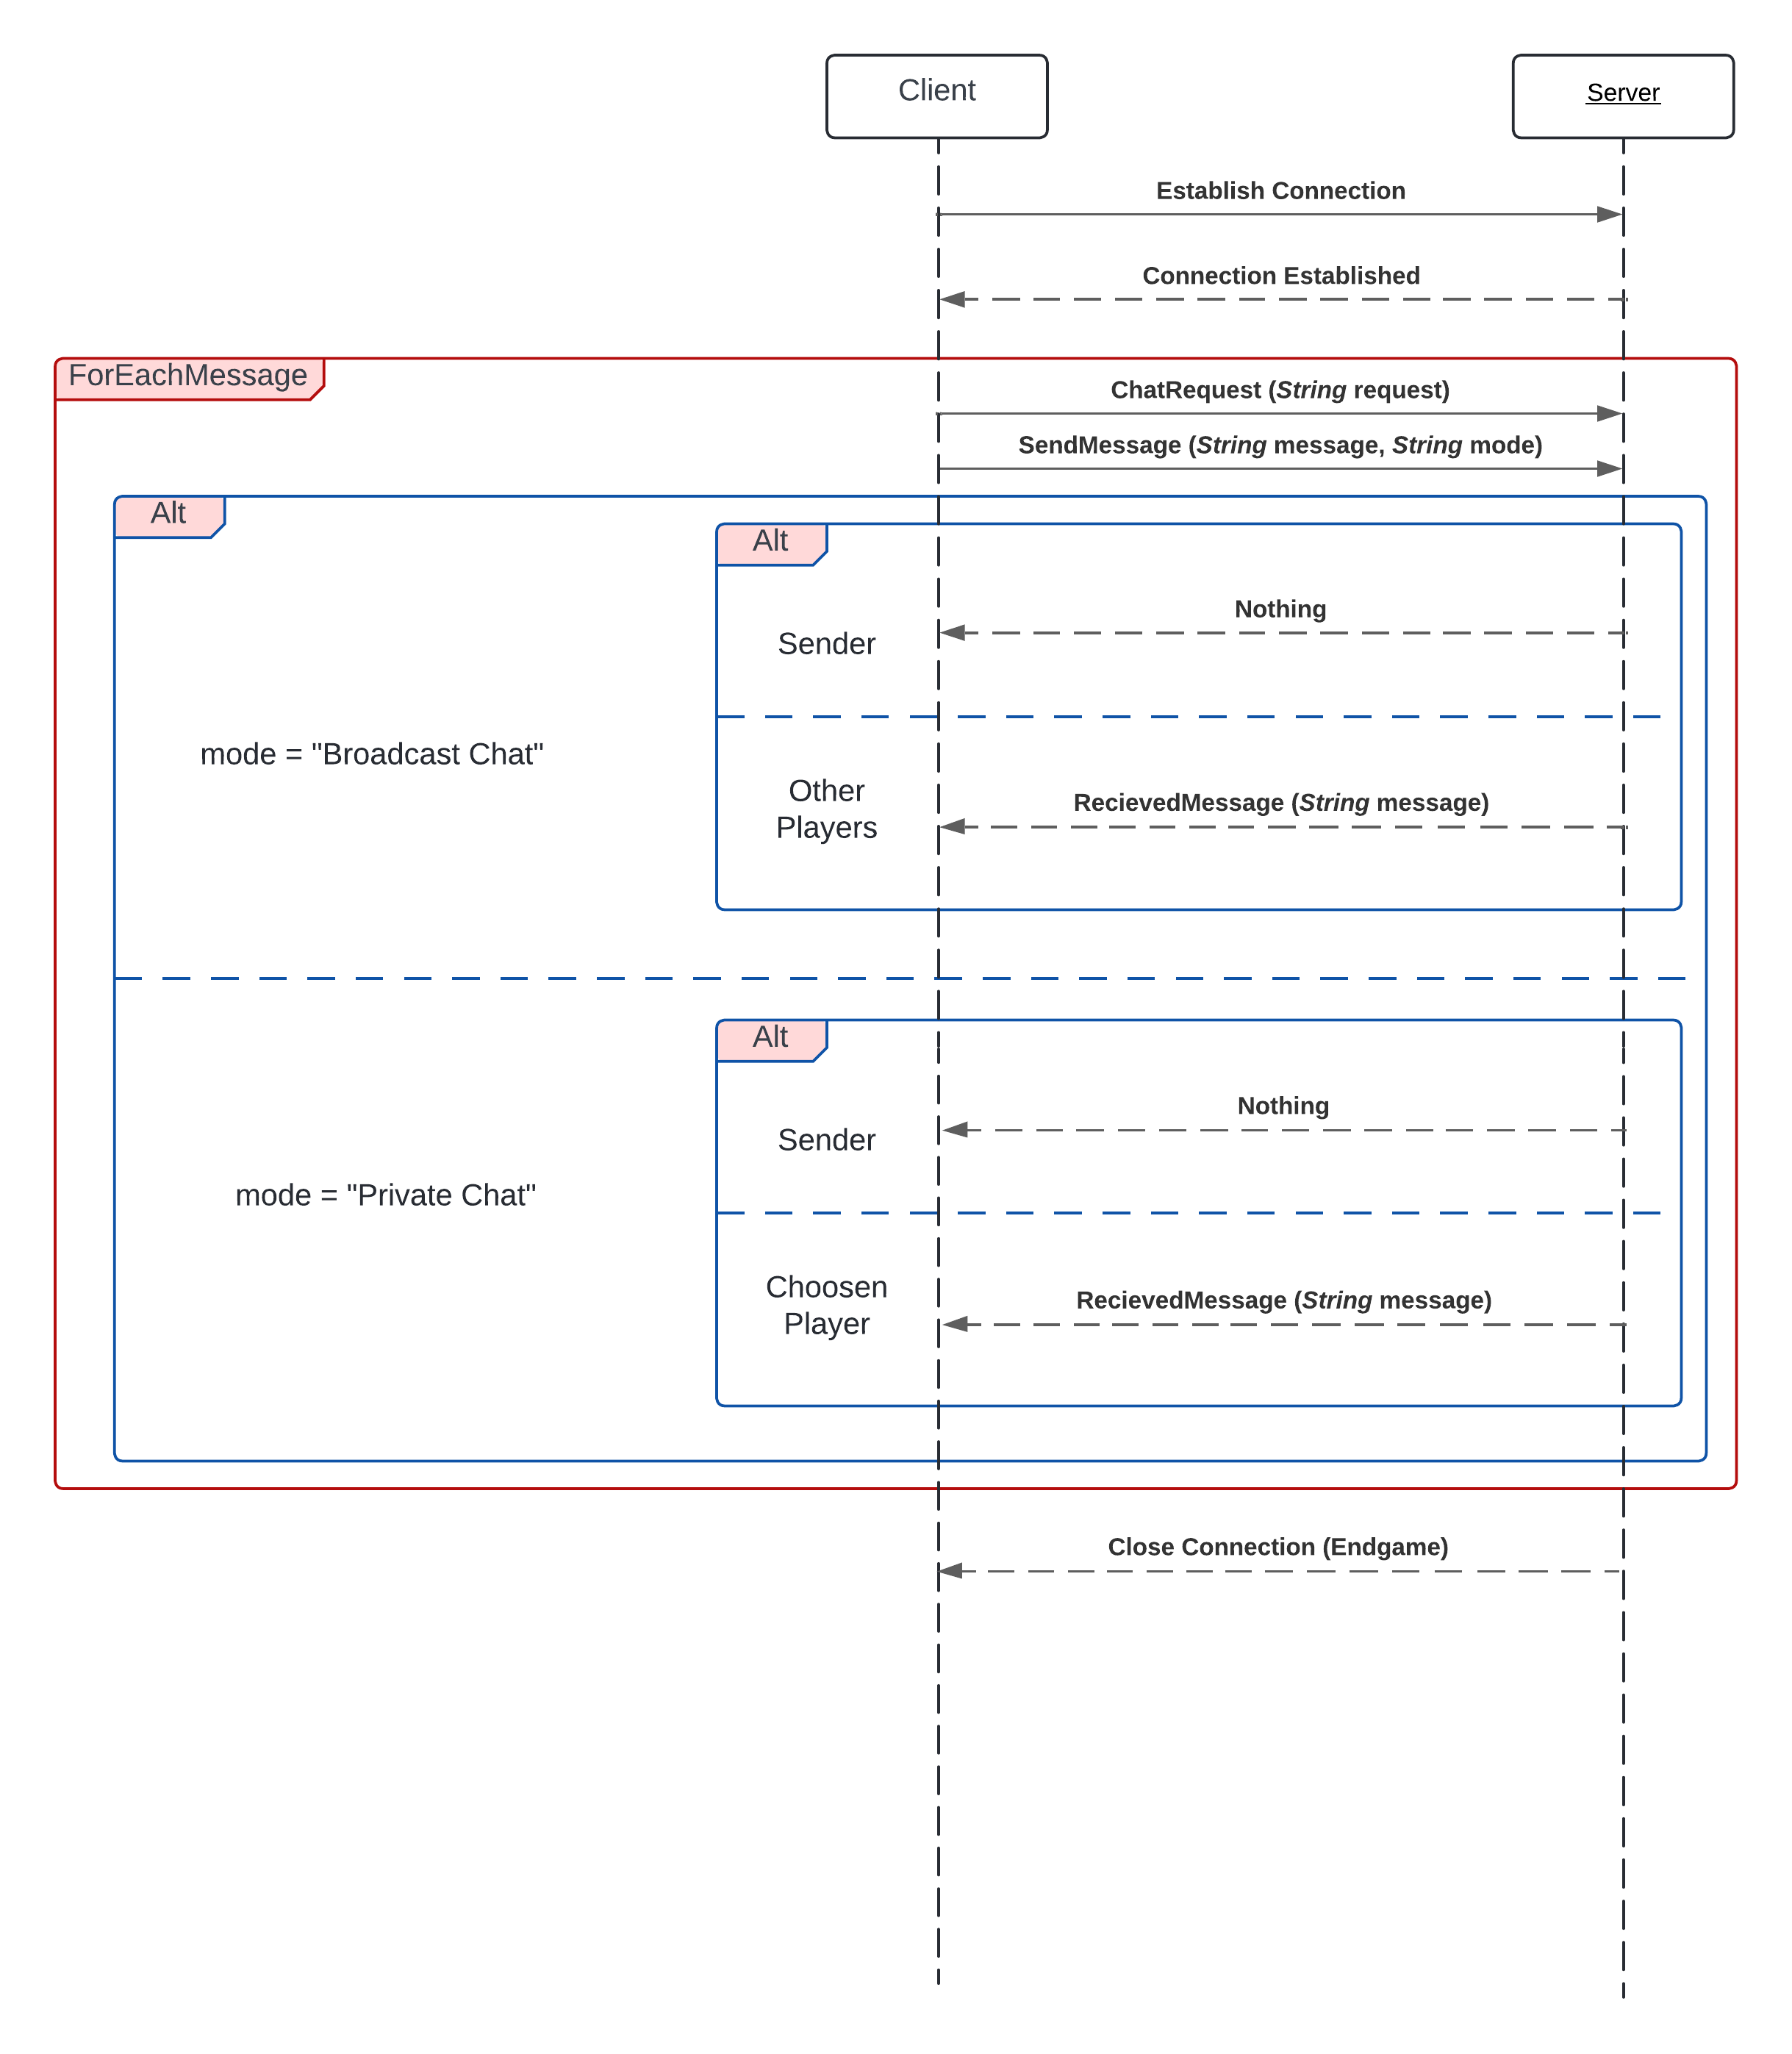 Client
Server
Establish Connection
Connection Established
ForEachMessage
ChatRequest (String request)
SendMessage (String message, String mode)
Alt
Alt
Nothing
Sender
mode = "Broadcast Chat"
Other
Players
RecievedMessage (String message)
Alt
Nothing
Sender
mode = "Private Chat"
Choosen
Player
RecievedMessage (String message)
Close Connection (Endgame)